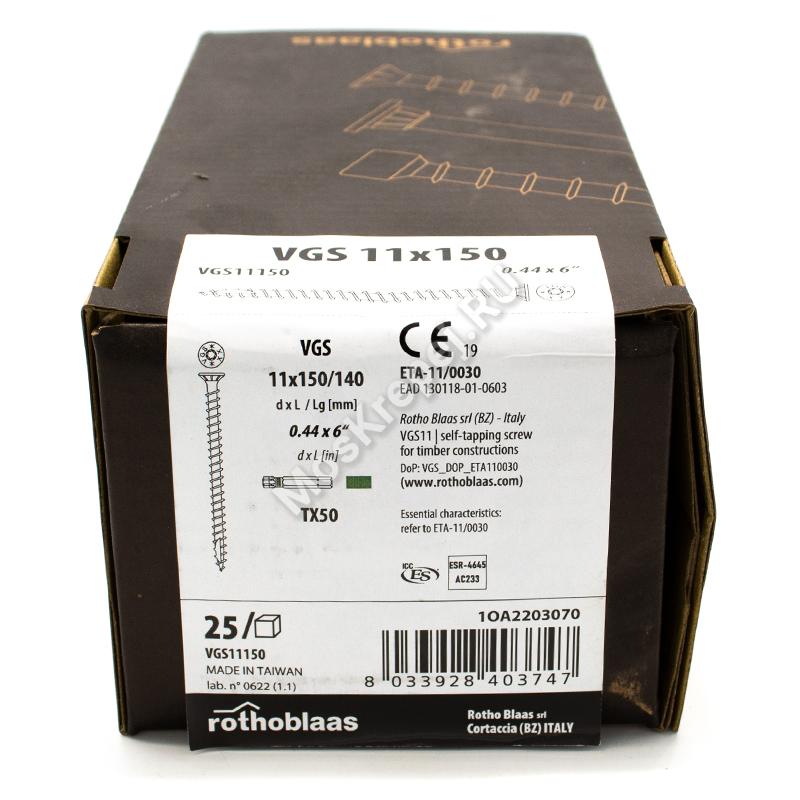 rothoblaas
VGS 11x150
VGS11150
0.44 x 6"
VGS
11x150/140
d x L / Lg [mm]
0.44 x 6"
d x L [in]
TX50
CE 19
ETA-11/0030
EAD 130118-01-0603
Rotho Blaas srl (BZ) - Italy
VGS11 | self-tapping screw
for timber constructions
DoP: VGS_DOP_ETA110030
(www.rothoblaas.com)
Essential characteristics:
refer to ETA-11/0030
ICC
ES
ESR-4645
AC233
25/
VGS11150
MADE IN TAIWAN
lab. n° 0622 (1.1)
1OA2203070
8 033928 403747
rothoblaas
Rotho Blaas srl
Cortaccia (BZ) ITALY
MosKrepej.RU